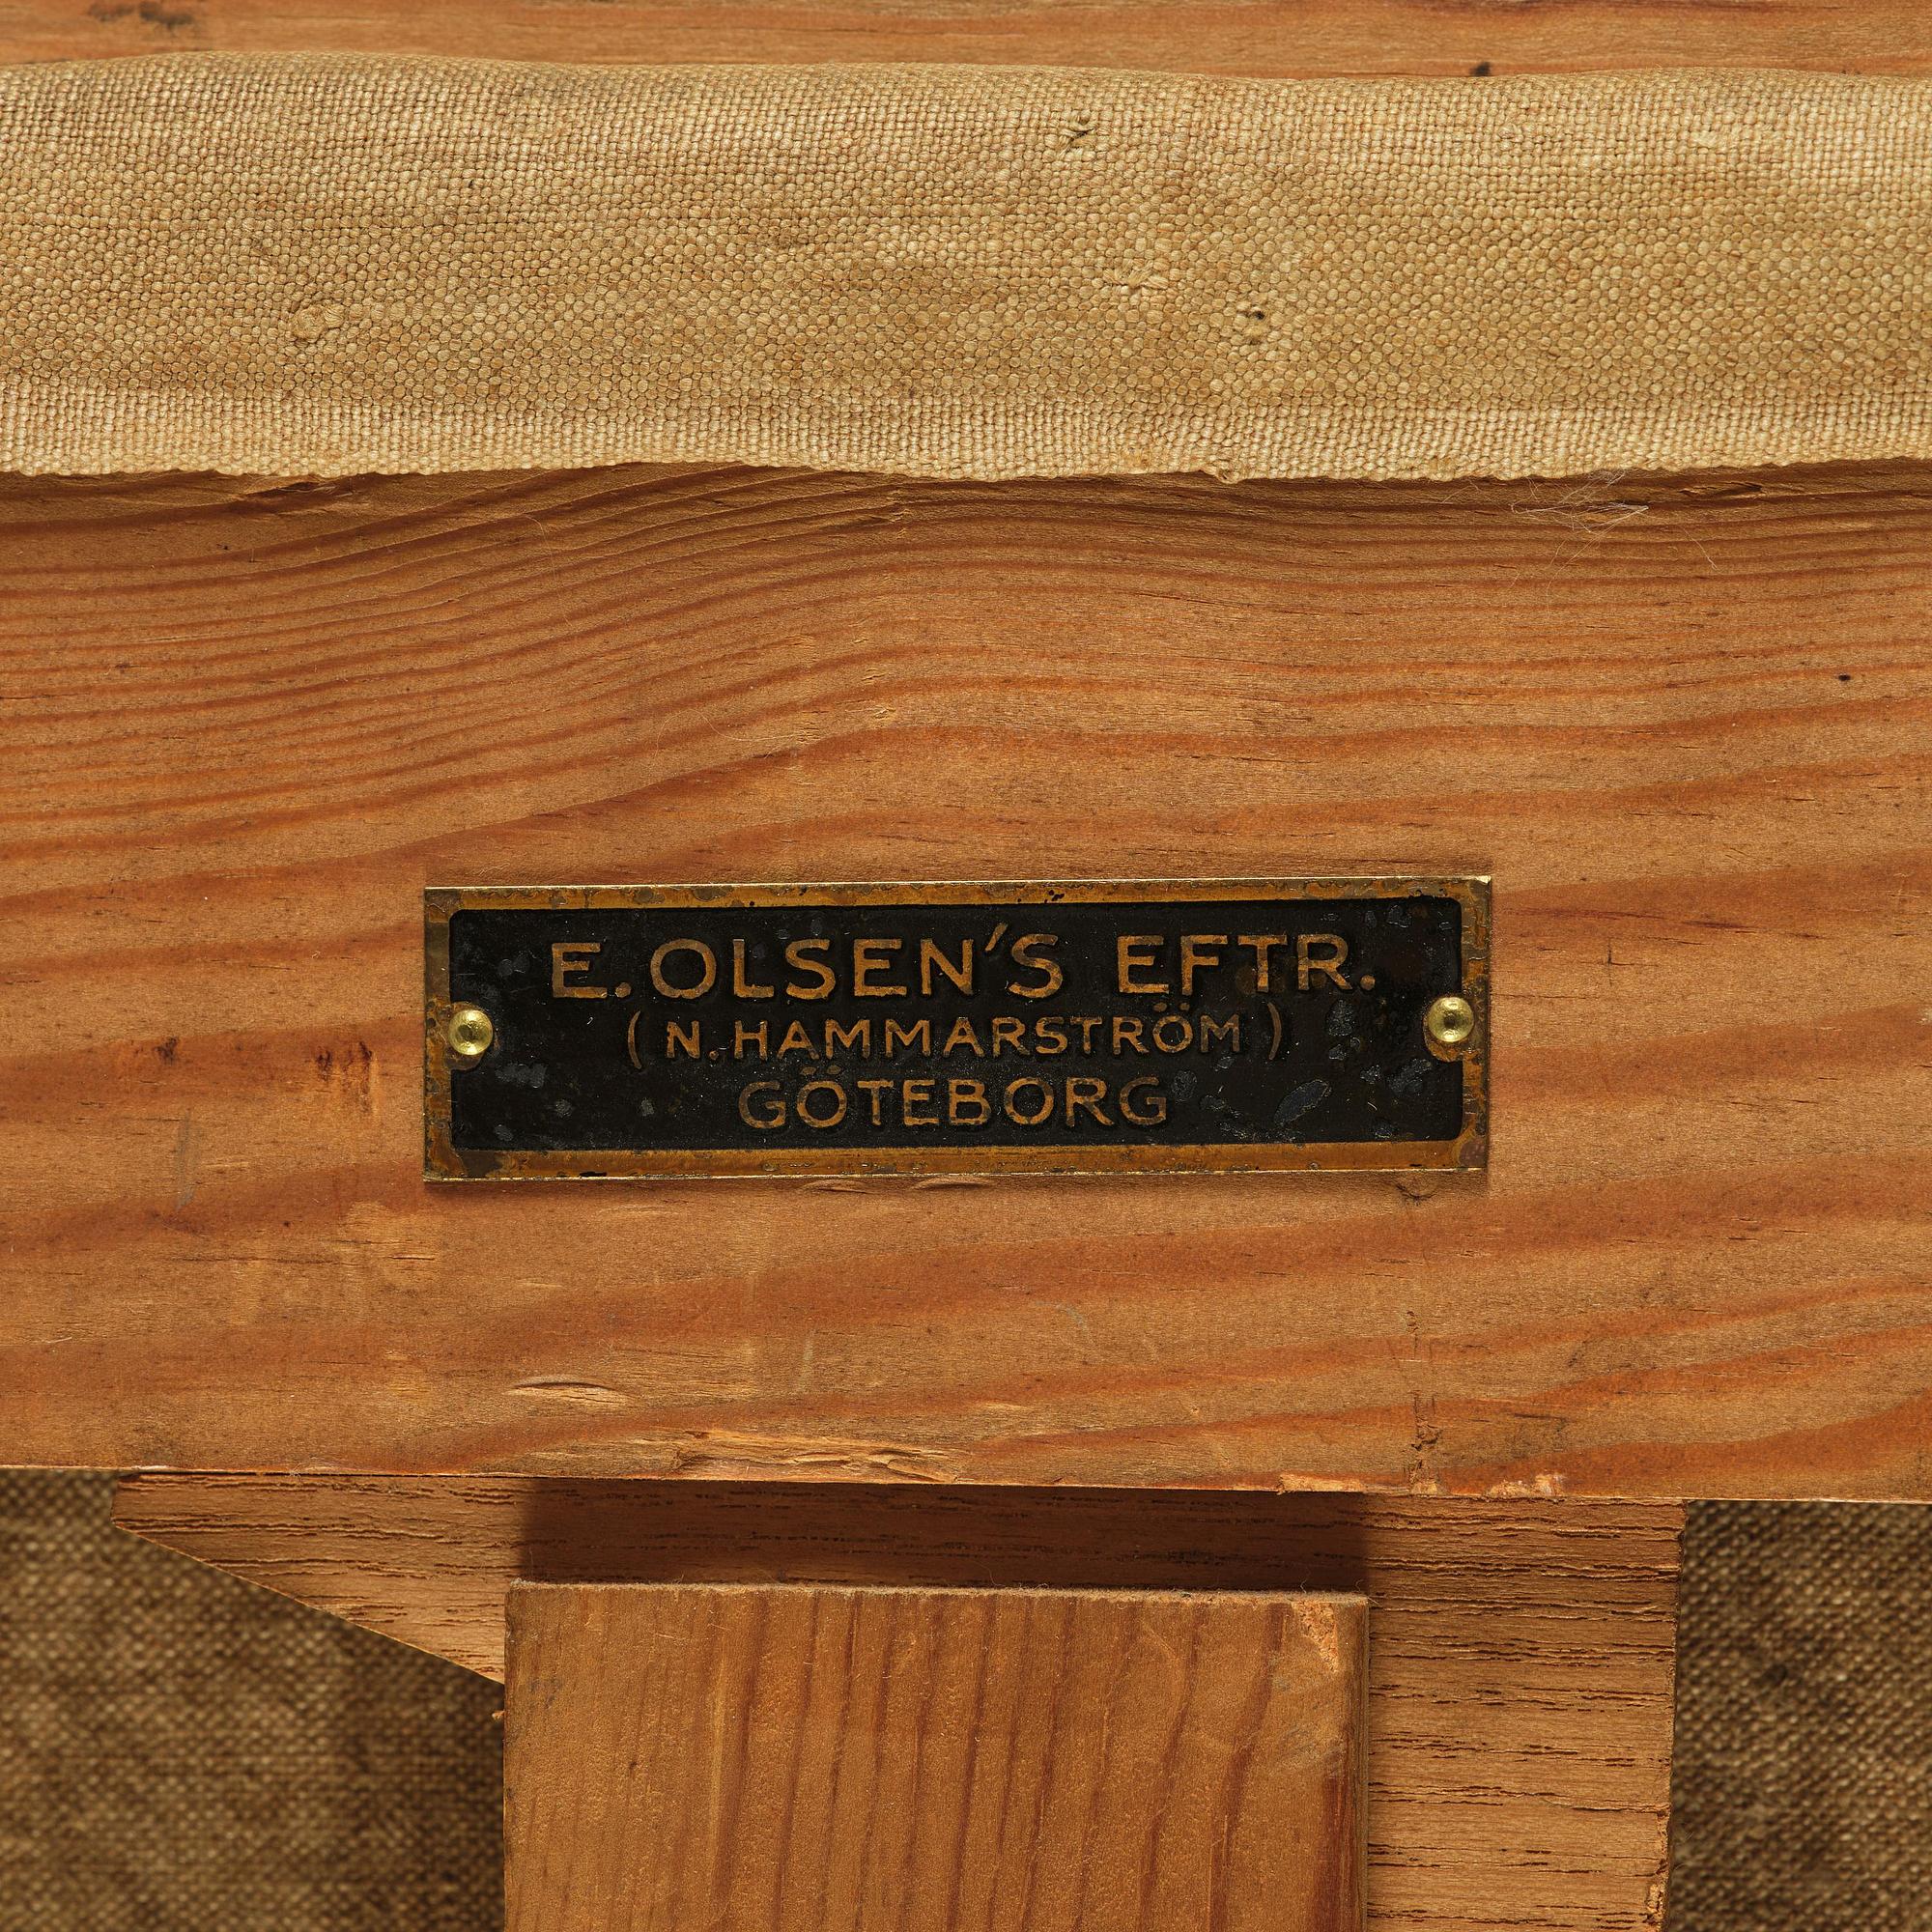 E. OLSEN'S EFTR.
( N. HAMMARSTRÖM )
GÖTEBORG